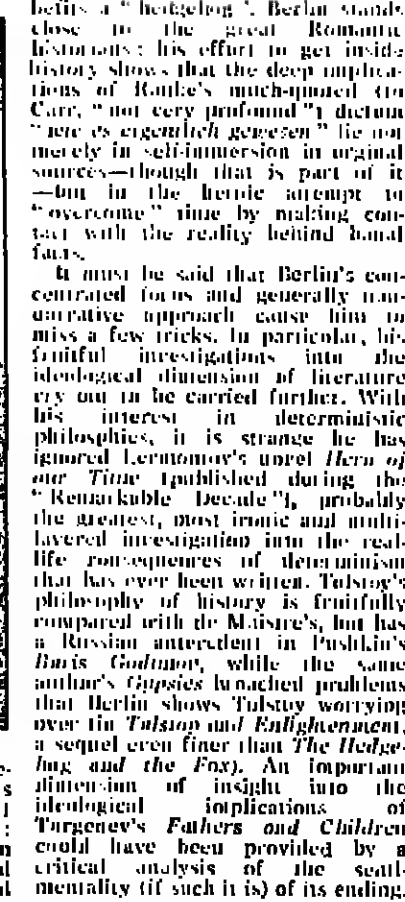 befits a " hedgehog ". Berlin stands
close to the great Romantic
historians; his effort to get inside
history shows that the deep implica-
tions of Ranke's much-quoted (to
Carr, " not very profound ") dictum
" wie es eigentlich gewesen " lie not
merely in self-immersion in orginal
sources—though that is part of it
—but in the heroic attempt to
" overcome " time by making con-
tact with the reality behind banal
facts.
It must be said that Berlin's con-
centrated focus and generally non-
narrative approach cause him to
miss a few tricks. In particular, his
fruitful investigations into the
ideological dimension of literature
cry out to be carried further. With
his interest in deterministic
philosphies, it is strange he has
ignored Lermontov's novel Hero of
our Time (published during the
" Remarkable Decade "), probably
the greatest, most ironic and multi-
layered investigation into the real-
life consequences of determinism
that has ever been written. Tolstoy's
philosophy of history is fruitfully
compared with de Maistre's, but has
a Russian antecedent in Pushkin's
Boris Godunov, while the same
author's Gypsies broached problems
that Berlin shows Tolstoy worrying
over (in Tolstoy and Enlightenment,
a sequel even finer than The Hedge-
hog and the Fox). An important
dimension of insight into the
ideological implications of
Turgenev's Fathers and Children
could have been provided by a
critical analysis of the senti-
mentality (if such it is) of its ending.